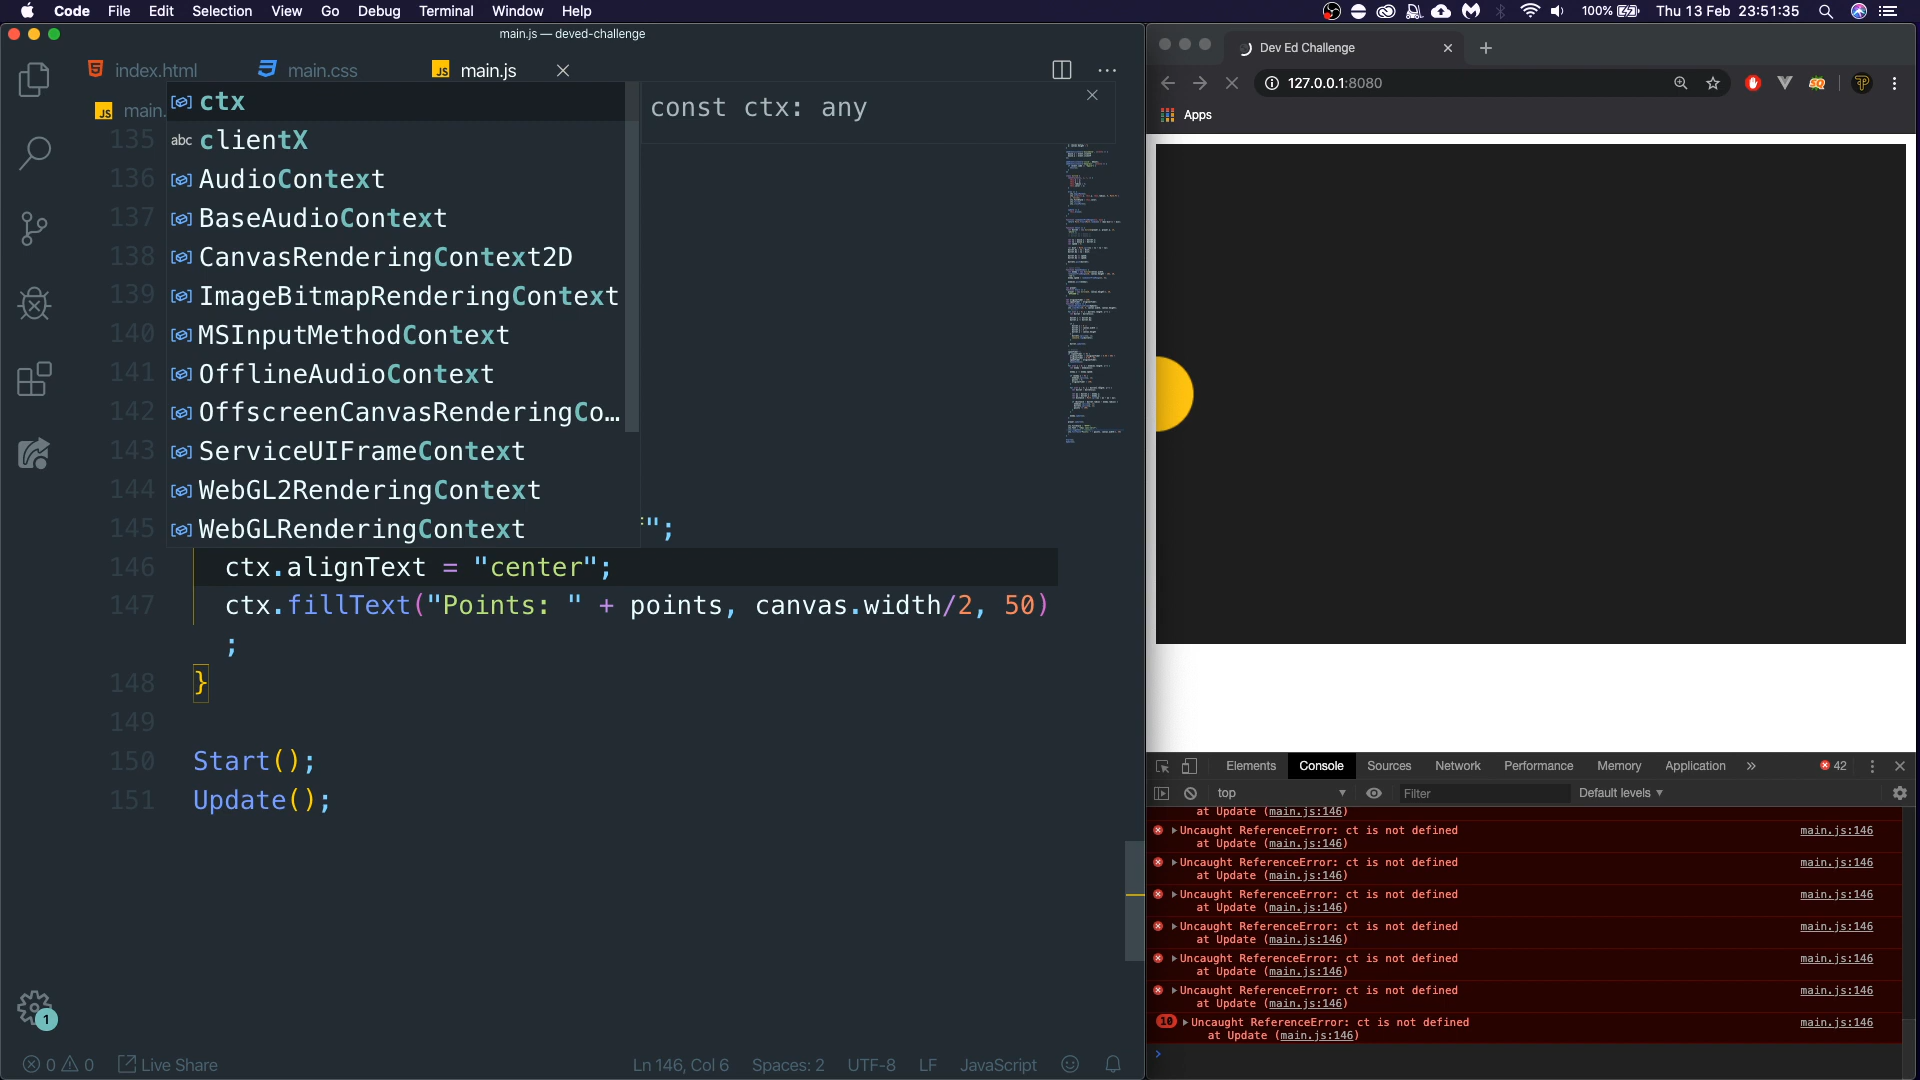 Code File Edit Selection View Go Debug Terminal Window Help
100% Thu 13 Feb 23:51:35
main.js — deved-challenge
index.html main.css JS main.js
JS main.
ctx
const ctx: any
135 abc clientX
136 AudioContext
137 BaseAudioContext
138 CanvasRenderingContext2D
139 ImageBitmapRenderingContext
140 MSInputMethodContext
141 OfflineAudioContext
142 OffscreenCanvasRenderingCo…
143 ServiceUIFrameContext
144 WebGL2RenderingContext
145 WebGLRenderingContext ";
146 ctx.alignText = "center";
147 ctx.fillText("Points: " + points, canvas.width/2, 50)
;
148 }
149
150 Start();
151 Update();
1
0 0 Live Share Ln 146, Col 6 Spaces: 2 UTF-8 LF JavaScript
Dev Ed Challenge
127.0.0.1:8080
Apps
Elements Console Sources Network Performance Memory Application » 42
top Filter Default levels
at Update (main.js:146)
Uncaught ReferenceError: ct is not defined main.js:146
at Update (main.js:146)
Uncaught ReferenceError: ct is not defined main.js:146
at Update (main.js:146)
Uncaught ReferenceError: ct is not defined main.js:146
at Update (main.js:146)
Uncaught ReferenceError: ct is not defined main.js:146
at Update (main.js:146)
Uncaught ReferenceError: ct is not defined main.js:146
at Update (main.js:146)
Uncaught ReferenceError: ct is not defined main.js:146
at Update (main.js:146)
10 Uncaught ReferenceError: ct is not defined main.js:146
at Update (main.js:146)